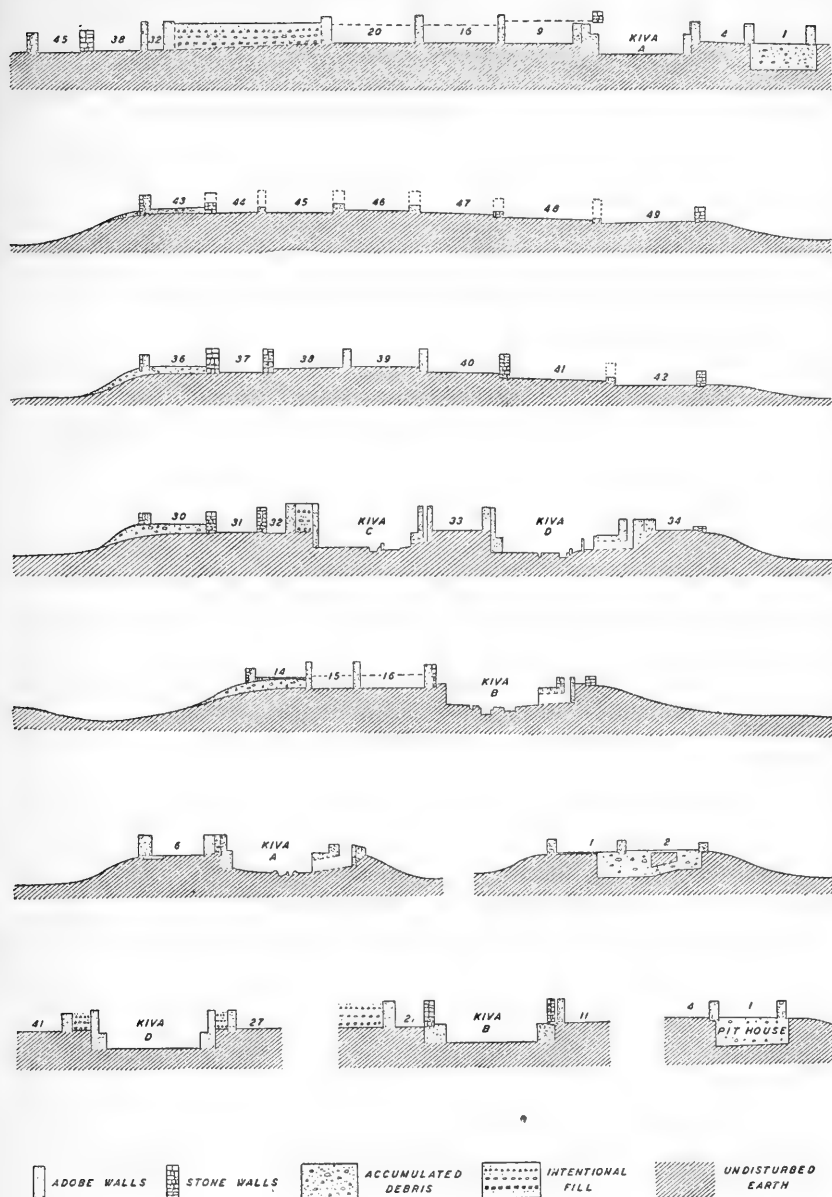 45 38 32 20 16 9 KIVA A 4 1
43 44 45 46 47 48 49
36 37 38 39 40 41 42
30 31 32 KIVA C 33 KIVA D 34
14 15 16 KIVA B
6 KIVA A 1 2
41 KIVA D 27 2 KIVA B 11 4 1 PIT HOUSE
ADOBE WALLS STONE WALLS ACCUMULATED DEBRIS INTENTIONAL FILL UNDISTURBED EARTH